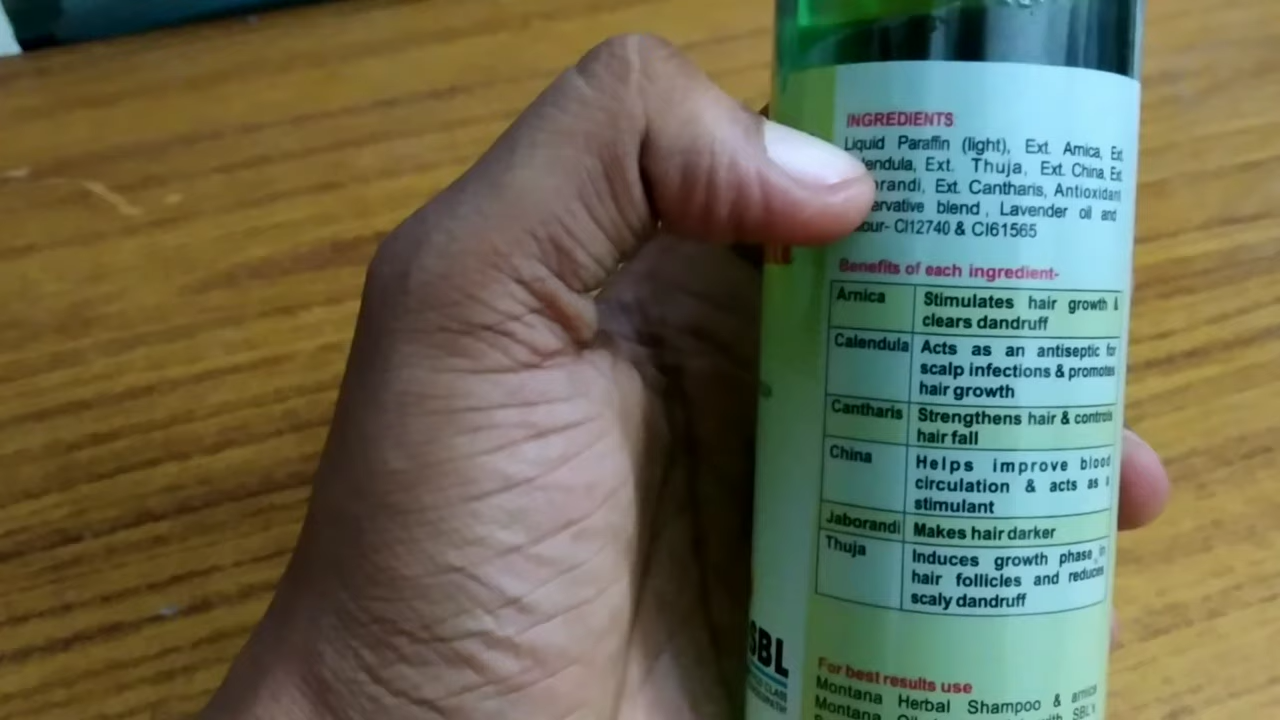 INGREDIENTS
Liquid Paraffin (light), Ext. Arnica, Ext
endula, Ext. Thuja, Ext. China, Ext.
orandi, Ext. Cantharis, Antioxidant
ervative blend, Lavender oil and
our- CI12740 & CI61565
Benefits of each ingredient-
Arnica Stimulates hair growth &
clears dandruff
Calendula Acts as an antiseptic for
scalp infections & promotes
hair growth
Cantharis Strengthens hair & controls
hair fall
China Helps improve blood
circulation & acts as a
stimulant
Jaborandi Makes hair darker
Thuja Induces growth phase in
hair follicles and reduces
scaly dandruff
SBL
For best results use
Montana Herbal Shampoo & arnica
Montana with SBL's